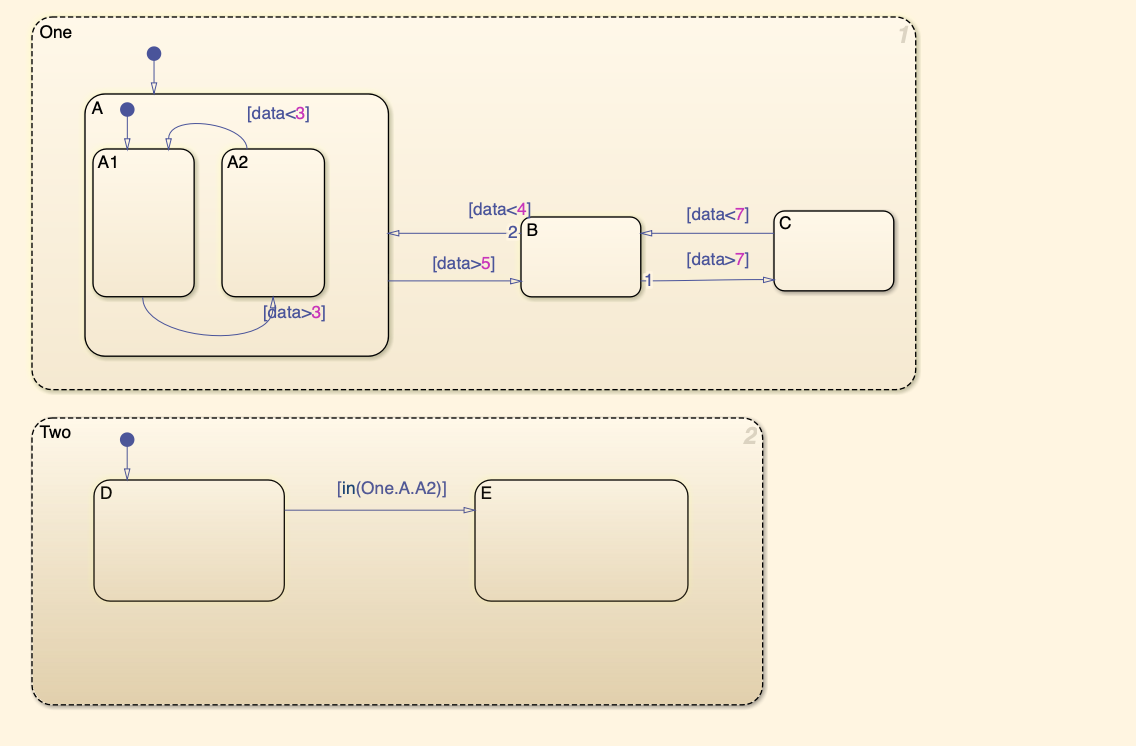 One
1
A
[data<3]
A1
A2
[data>3]
[data<4]
2
B
[data>5]
[data<7]
C
[data>7]
1
Two
2
D
[in(One.A.A2)]
E